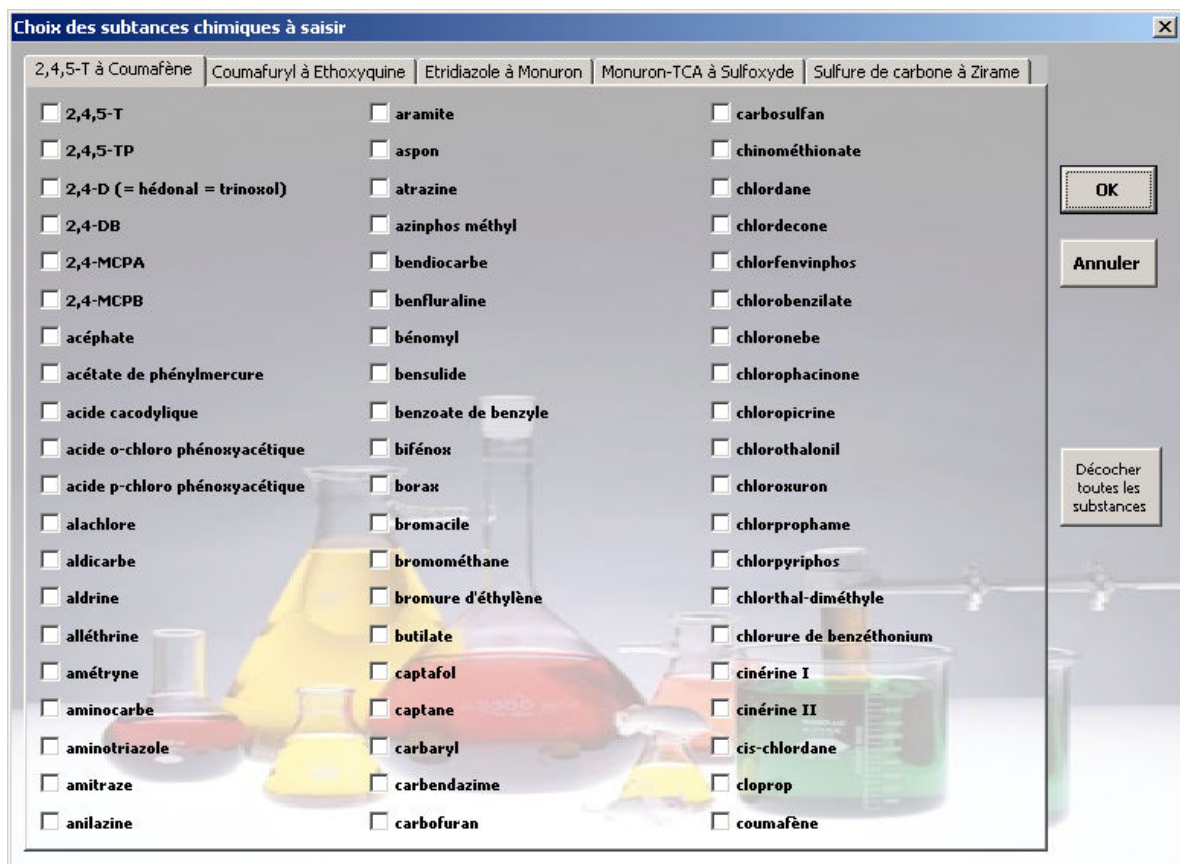 Choix des subtances chimiques à saisir
2,4,5-T à Coumafène
Coumafuryl à Ethoxyquine
Etridiazole à Monuron
Monuron-TCA à Sulfoxyde
Sulfure de carbone à Zirame
2,4,5-T
2,4,5-TP
2,4-D (= hédonal = trinoxol)
2,4-DB
2,4-MCPA
2,4-MCPB
acéphate
acétate de phénylmercure
acide cacodylique
acide o-chloro phénoxyacétique
acide p-chloro phénoxyacétique
alachlore
aldicarbe
aldrine
alléthrine
amétryne
aminocarbe
aminotriazole
amitraze
anilazine
aramite
aspon
atrazine
azinphos méthyl
bendiocarbe
benfluraline
bénomyl
bensulide
benzoate de benzyle
bifénox
borax
bromacile
bromométhane
bromure d'éthylène
butilate
captafol
captane
carbaryl
carbendazime
carbofuran
carbosulfan
chinométhionate
chlordane
chlordecone
chlorfenvinphos
chlorobenzilate
chloronebe
chlorophacinone
chloropicrine
chlorothalonil
chloroxuron
chlorprophame
chlorpyriphos
chlorthal-diméthyle
chlorure de benzéthonium
cinérine I
cinérine II
cis-chlordane
cloprop
coumafène
OK
Annuler
Décocher
toutes les
substances